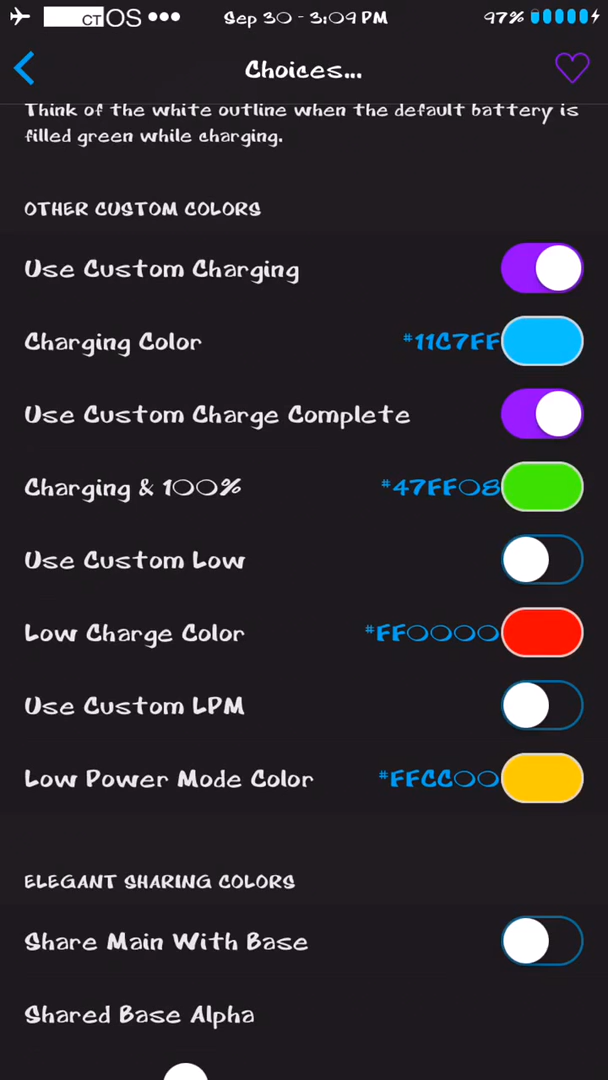 CT OS ••• Sep 30 - 3:09 PM 97%
Choices...
Think of the white outline when the default battery is
filled green while charging.
OTHER CUSTOM COLORS
Use Custom Charging
Charging Color #11C7FF
Use Custom Charge Complete
Charging & 100% #47FF08
Use Custom Low
Low Charge Color #FF0000
Use Custom LPM
Low Power Mode Color #FFCC00
ELEGANT SHARING COLORS
Share Main With Base
Shared Base Alpha